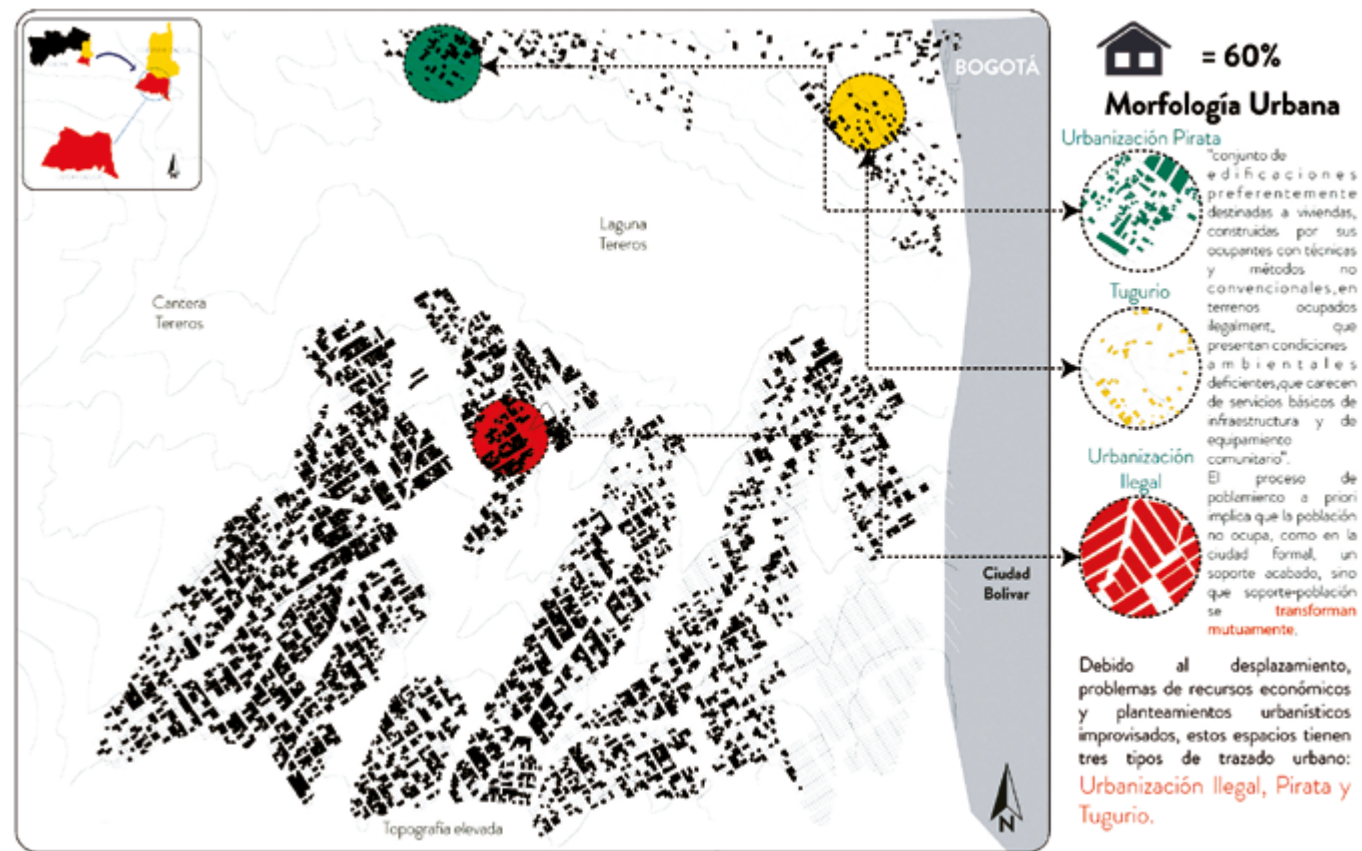 BOGOTÁ
Laguna
Tereros
Cantera
Tereros
Ciudad
Bolívar
Topografía elevada
N
= 60%
Morfología Urbana
Urbanización Pirata
Tugurio
Urbanización
Ilegal
"conjunto de
edificaciones
preferentemente
destinadas a viviendas,
construidas por sus
ocupantes con técnicas
y métodos no
convencionales,en
terrenos ocupados
ilegalment, que
presentan condiciones
ambientales
deficientes,que carecen
de servicios básicos de
infraestructura y de
equipamiento
comunitario".
El proceso de
poblamiento a priori
implica que la población
no ocupa, como en la
ciudad formal, un
soporte acabado, sino
que soporte-población
se transforman
mutuamente.
Debido al desplazamiento,
problemas de recursos económicos
y planteamientos urbanísticos
improvisados, estos espacios tienen
tres tipos de trazado urbano:
Urbanización Ilegal, Pirata y
Tugurio.